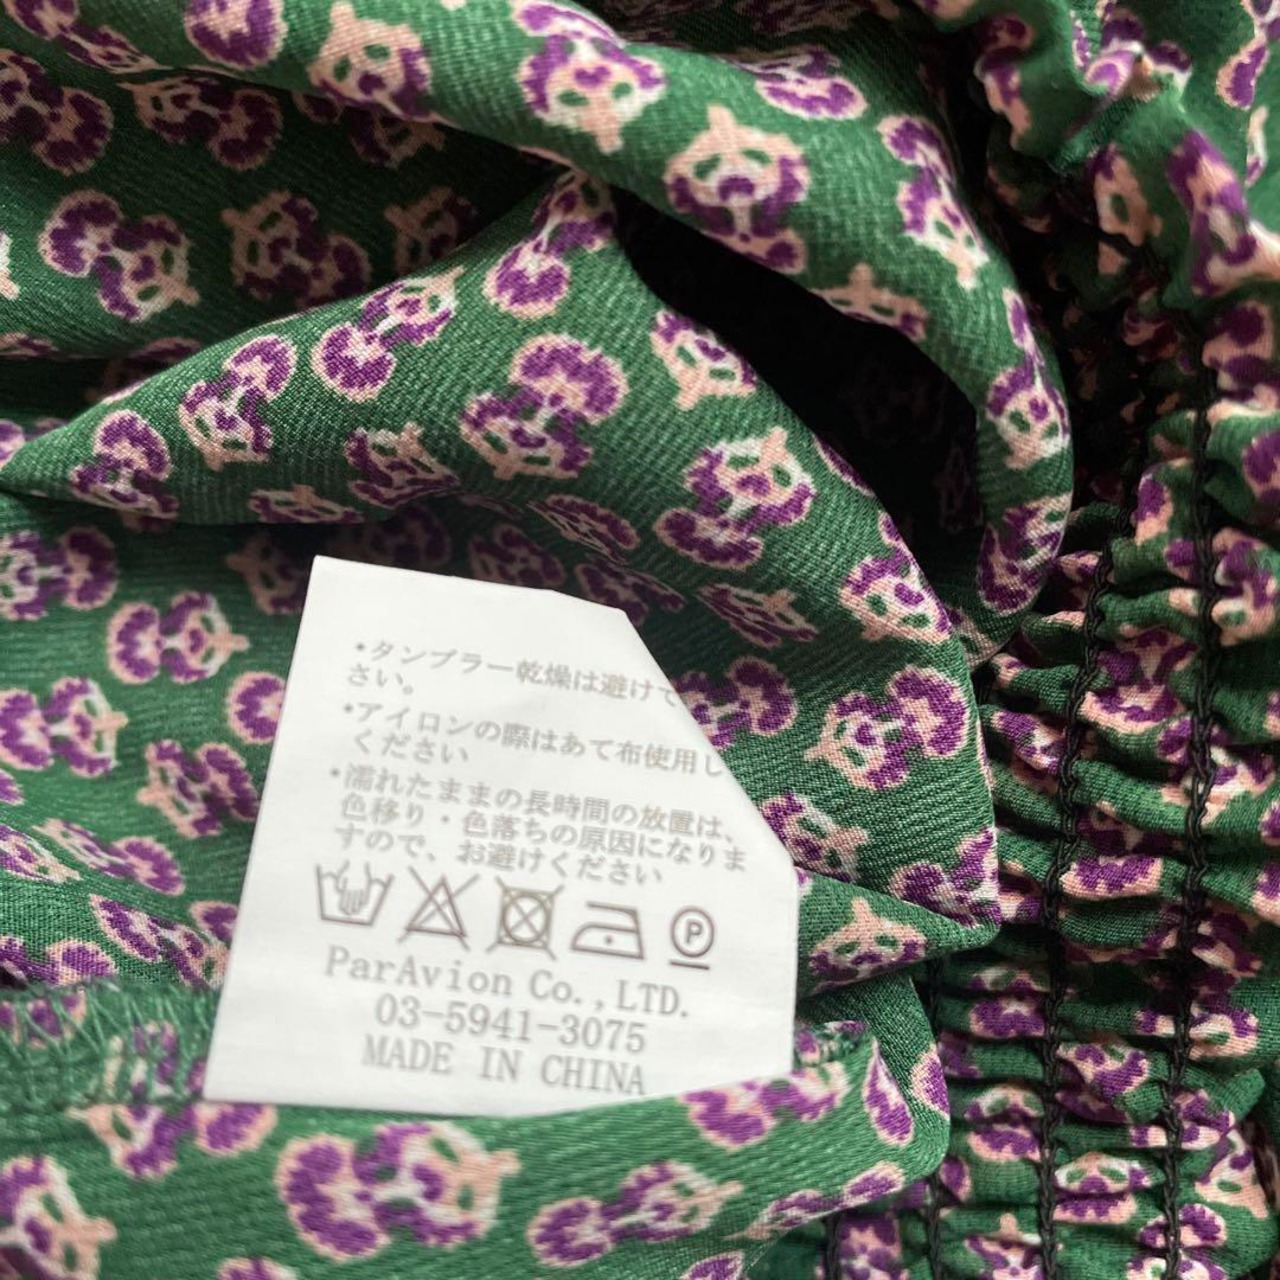 ・タンブラー乾燥は避けて
さい。
・アイロンの際はあて布使用し
ください
・濡れたままの長時間の放置は、
色移り・色落ちの原因になりま
すので、お避けください
P
ParAvion Co.,LTD.
03-5941-3075
MADE IN CHINA